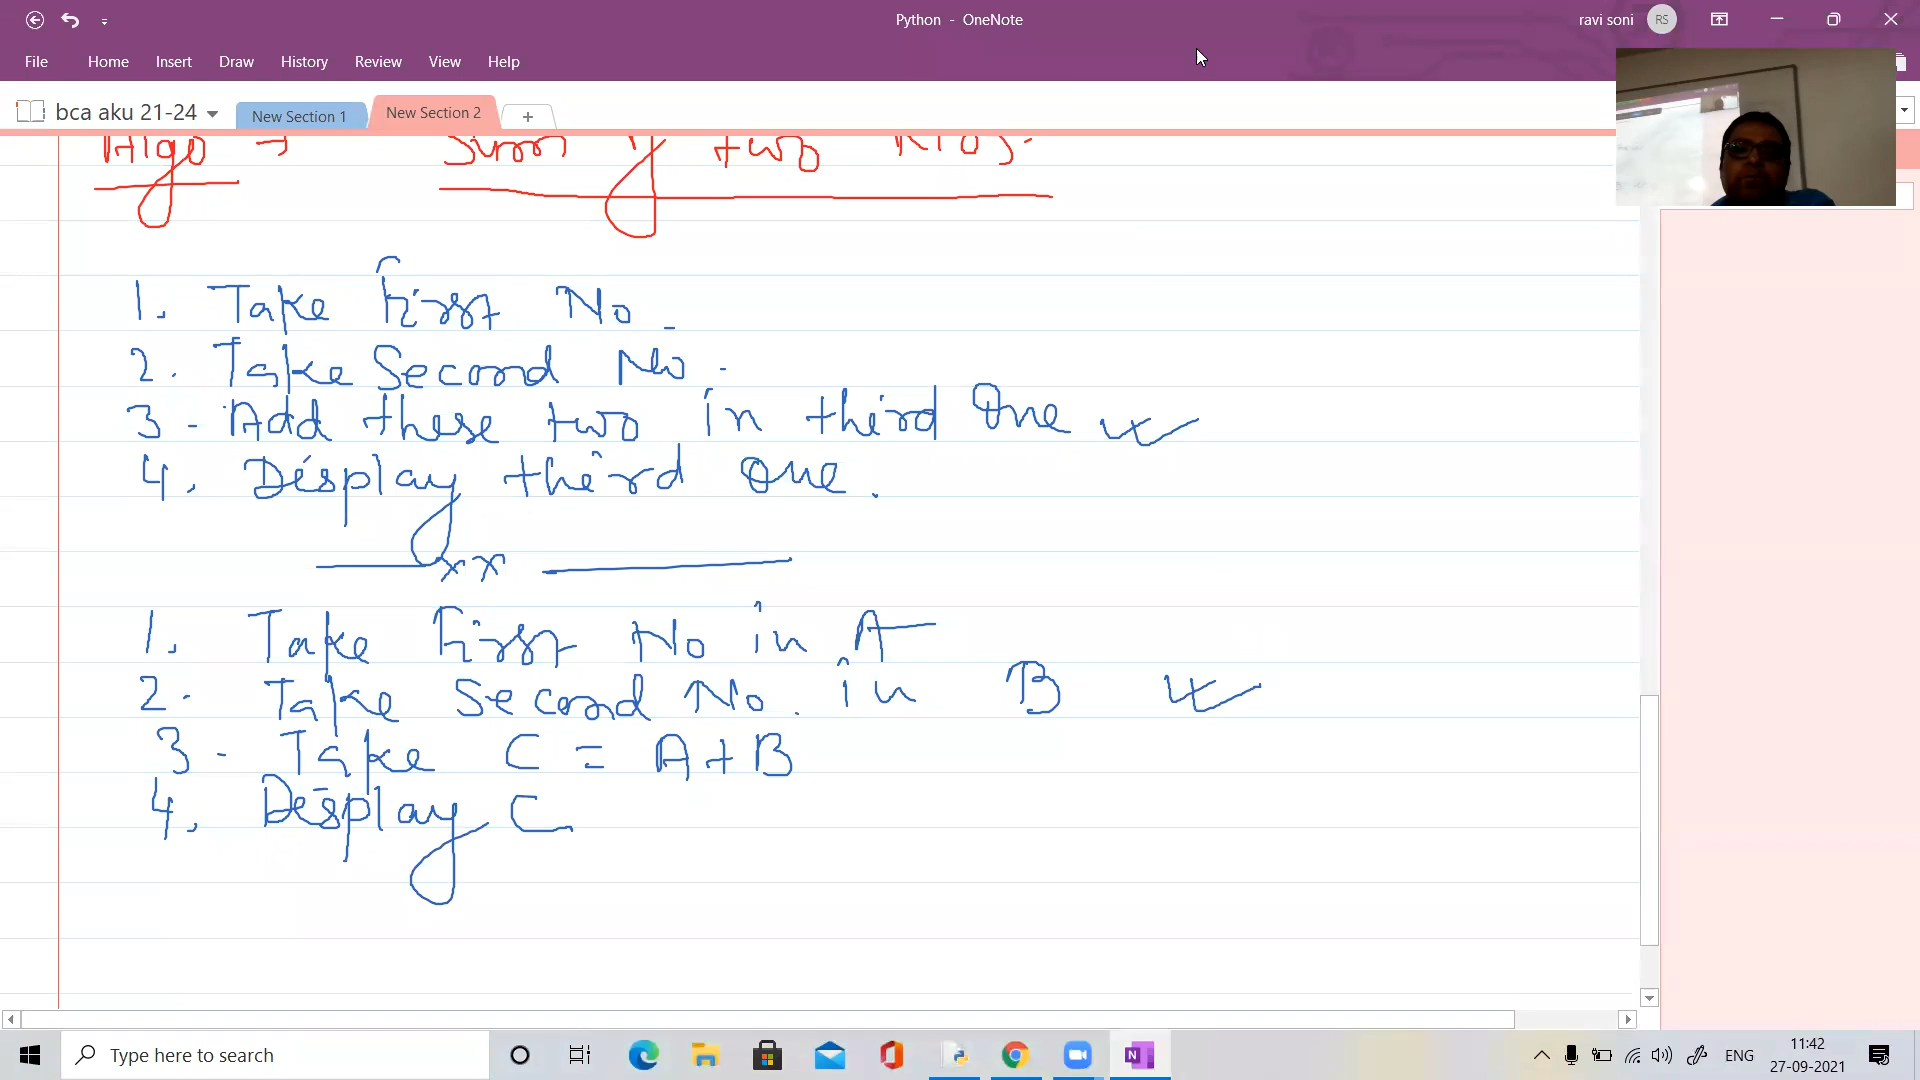 Python - OneNote
ravi soni RS
File Home Insert Draw History Review View Help
bca aku 21-24 New Section 1 New Section 2 +
Algo → Sum of two Nos.
1. Take First No.
2. Take Second No.
3 - Add these two in third One
4. Display third One.
xx
1. Take First No in A
2 - Take Second No. in B
3 - Take C = A+B
4. Display C
Type here to search
ENG
11:42
27-09-2021